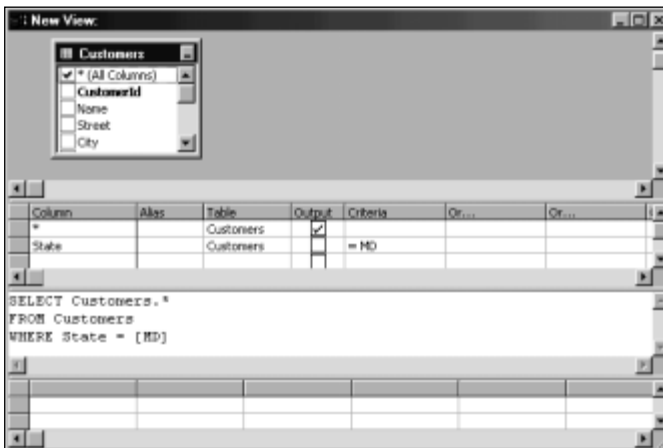 New View:
Customers
* (All Columns)
CustomerId
Name
Street
City
Column Alias Table Output Criteria Or... Or...
* Customers
State Customers = MD
SELECT Customers.*
FROM Customers
WHERE State = [MD]